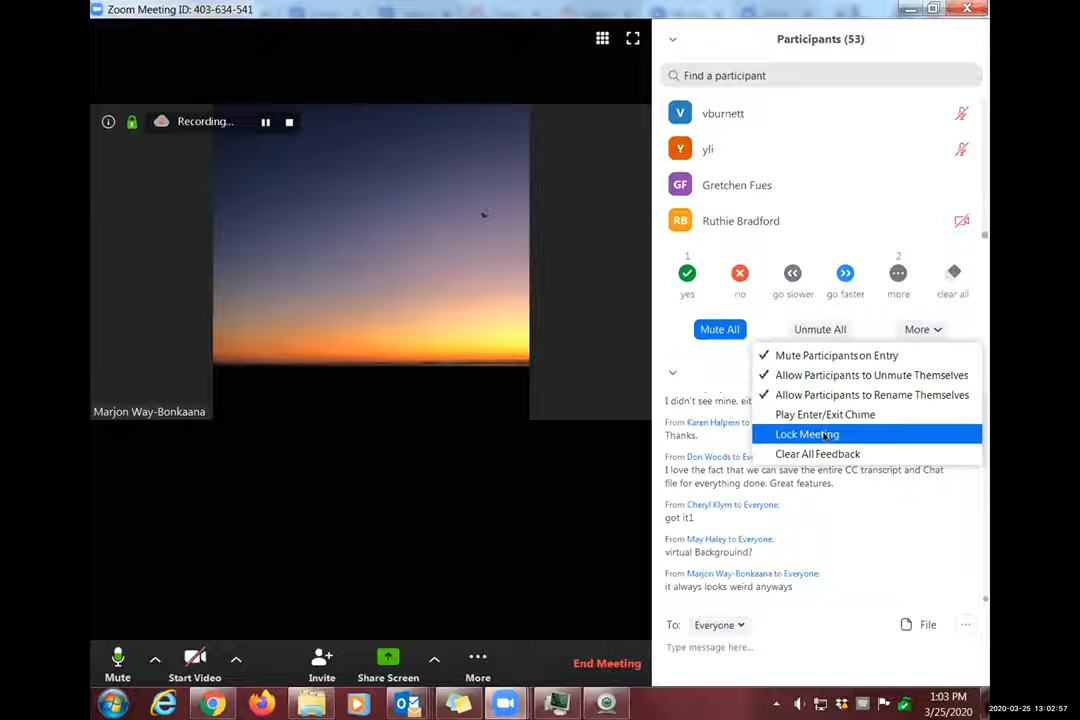 Zoom Meeting ID: 403-634-541
Participants (53)
Find a participant
Recording...
V vburnett
Y yli
GF Gretchen Fues
RB Ruthie Bradford
1 2
yes no go slower go faster more clear all
Mute All Unmute All More
Mute Participants on Entry
Allow Participants to Unmute Themselves
Allow Participants to Rename Themselves
Play Enter/Exit Chime
Lock Meeting
Clear All Feedback
I didn't see mine,
From Karen Halpern to
Thanks.
From Don Woods to
I love the fact that we can save the entire CC transcript and Chat
file for everything done. Great features.
From Cheryl Klym to Everyone:
got it1
From May Haley to Everyone:
virtual Background?
From Marjon Way-Bonkaana to Everyone:
it always looks weird anyways
Marjon Way-Bonkaana
To: Everyone File
Type message here...
Mute Start Video Invite Share Screen More End Meeting
1:03 PM
3/25/2020
2020-03-25 13:02:57